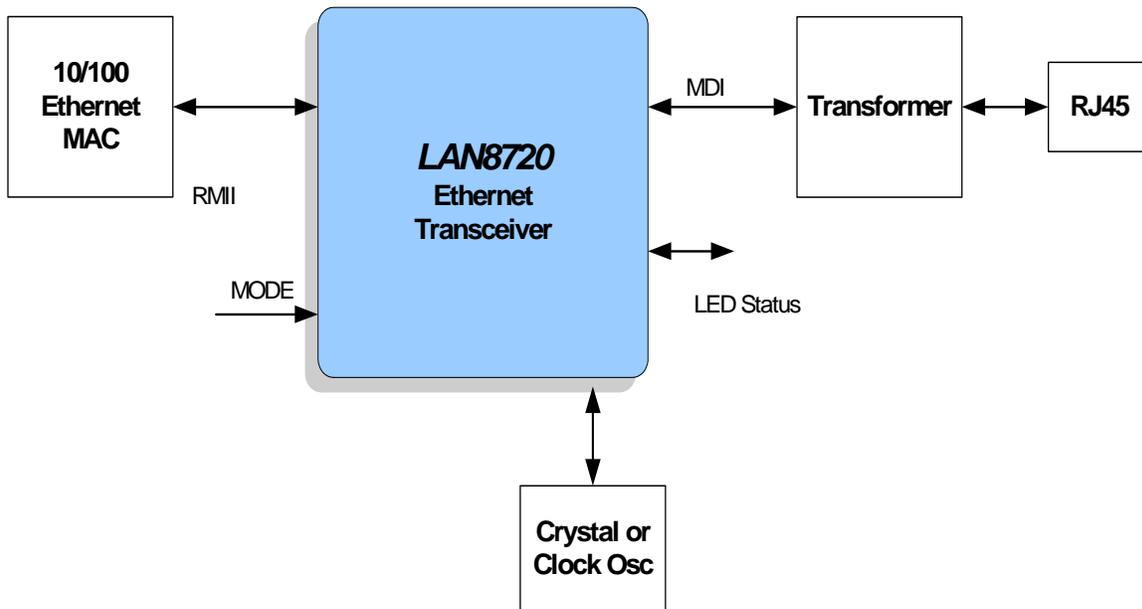 10/100
Ethernet
MAC
RMII
MODE
LAN8720
Ethernet
Transceiver
MDI
Transformer
RJ45
LED Status
Crystal or
Clock Osc